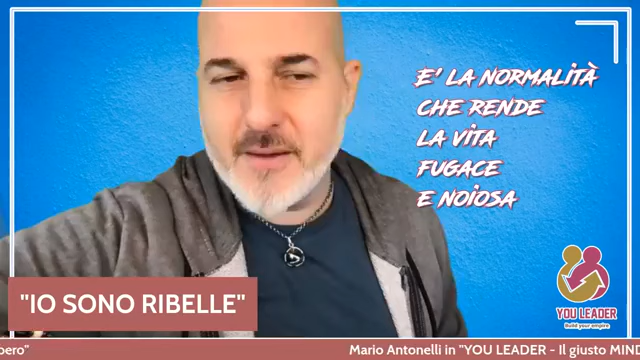 E' LA NORMALITÀ
CHE RENDE
LA VITA
FUGACE
E NOIOSA
YOU LEADER
Build your empire
"IO SONO RIBELLE"
pero" Mario Antonelli in "YOU LEADER - Il giusto MIND